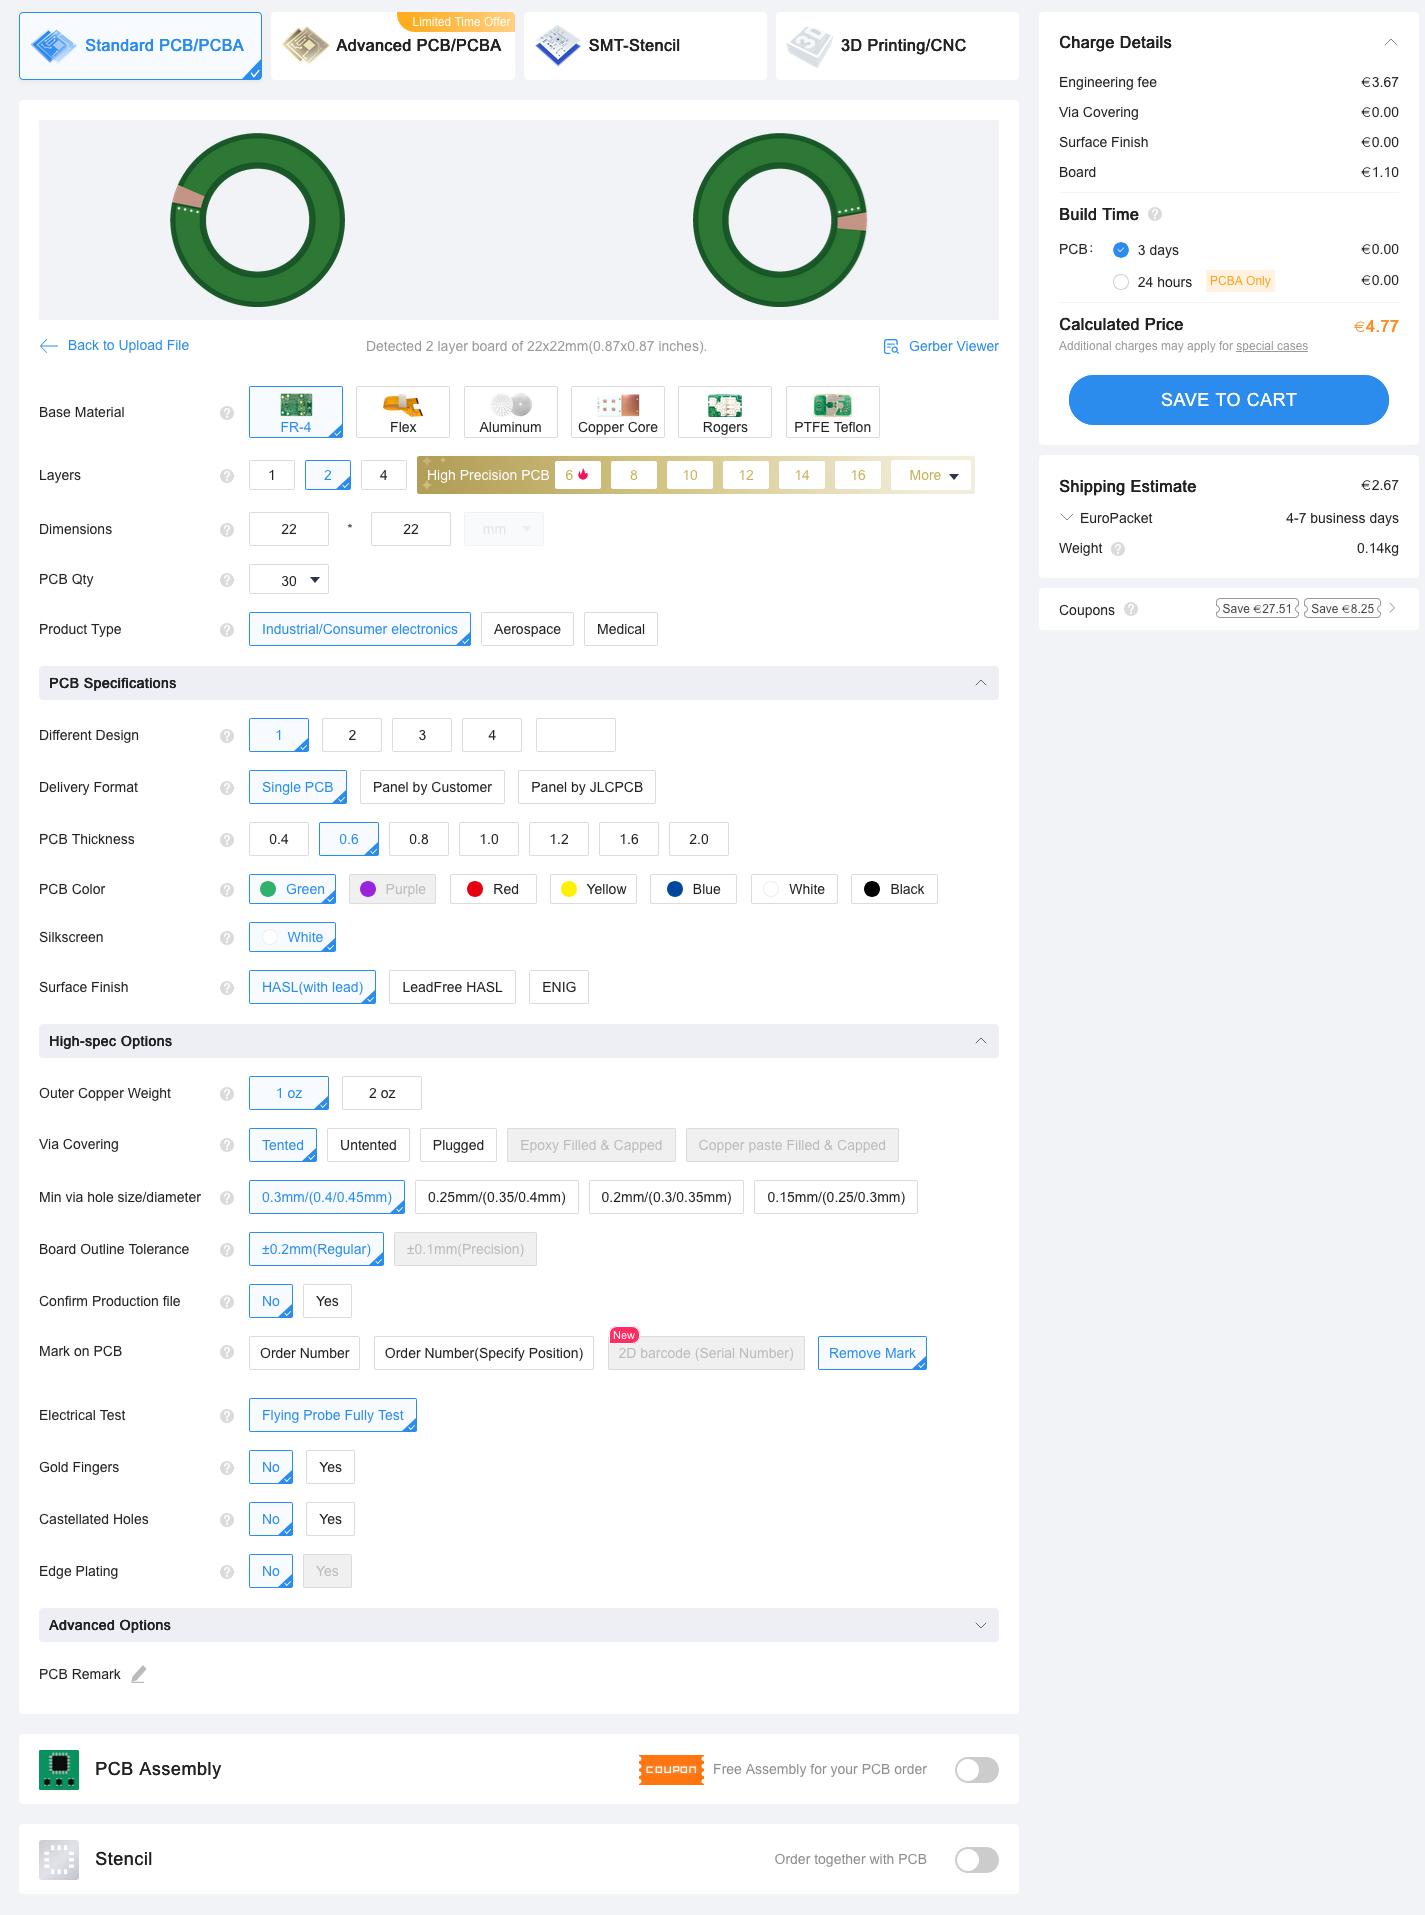 Standard PCB/PCBA
Limited Time Offer
Advanced PCB/PCBA
SMT-Stencil
3D Printing/CNC
Back to Upload File
Detected 2 layer board of 22x22mm(0.87x0.87 inches).
Gerber Viewer
Base Material ? FR-4 Flex Aluminum Copper Core Rogers PTFE Teflon
Layers ? 1 2 4 High Precision PCB 6 8 10 12 14 16 More
Dimensions ? 22 * 22 mm
PCB Qty ? 30
Product Type ? Industrial/Consumer electronics Aerospace Medical
PCB Specifications
Different Design ? 1 2 3 4
Delivery Format ? Single PCB Panel by Customer Panel by JLCPCB
PCB Thickness ? 0.4 0.6 0.8 1.0 1.2 1.6 2.0
PCB Color ? Green Purple Red Yellow Blue White Black
Silkscreen ? White
Surface Finish ? HASL(with lead) LeadFree HASL ENIG
High-spec Options
Outer Copper Weight ? 1 oz 2 oz
Via Covering ? Tented Untented Plugged Epoxy Filled & Capped Copper paste Filled & Capped
Min via hole size/diameter ? 0.3mm/(0.4/0.45mm) 0.25mm/(0.35/0.4mm) 0.2mm/(0.3/0.35mm) 0.15mm/(0.25/0.3mm)
Board Outline Tolerance ? ±0.2mm(Regular) ±0.1mm(Precision)
Confirm Production file ? No Yes
New
Mark on PCB ? Order Number Order Number(Specify Position) 2D barcode (Serial Number) Remove Mark
Electrical Test ? Flying Probe Fully Test
Gold Fingers ? No Yes
Castellated Holes ? No Yes
Edge Plating ? No Yes
Advanced Options
PCB Remark
PCB Assembly COUPON Free Assembly for your PCB order
Stencil Order together with PCB
Charge Details
Engineering fee €3.67
Via Covering €0.00
Surface Finish €0.00
Board €1.10
Build Time ?
PCB: 3 days €0.00
24 hours PCBA Only €0.00
Calculated Price €4.77
Additional charges may apply for special cases
SAVE TO CART
Shipping Estimate €2.67
EuroPacket 4-7 business days
Weight ? 0.14kg
Coupons ? Save €27.51 Save €8.25